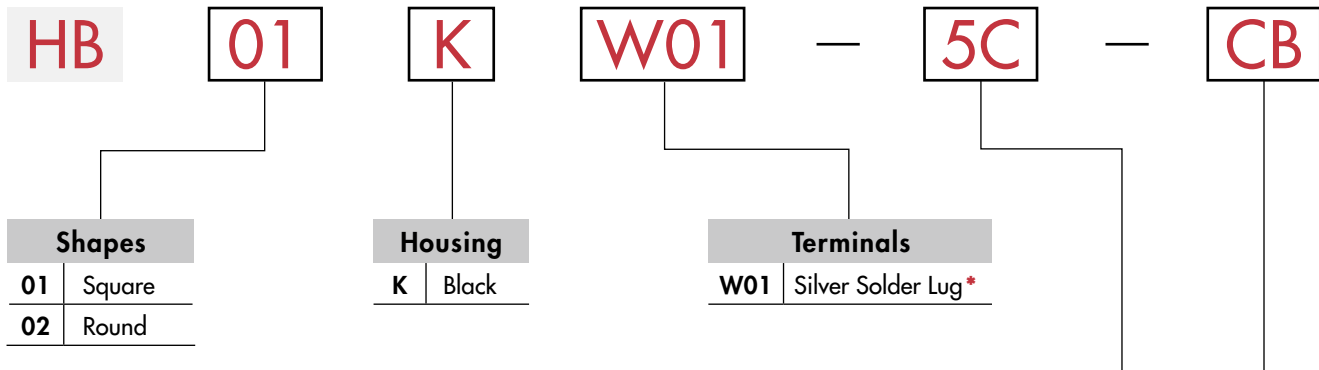 HB 01 K W01 — 5C — CB
Shapes Housing Terminals
01 Square K Black W01 Silver Solder Lug*
02 Round